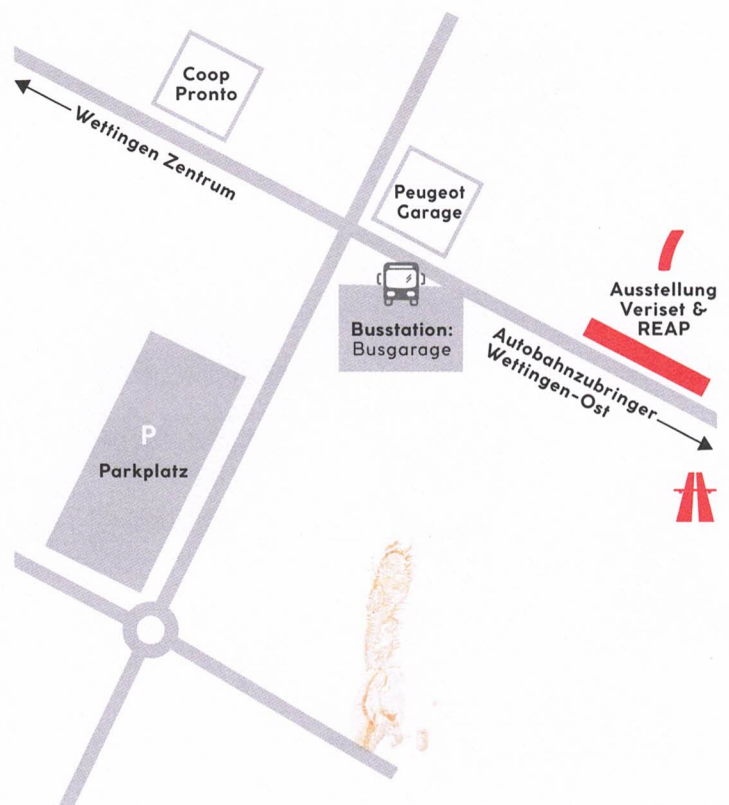 Coop
Pronto
Wettingen Zentrum
Peugeot
Garage
Ausstellung
Veriset &
REAP
Busstation:
Busgarage
Autobahnzubringer
Wettingen-Ost
P
Parkplatz